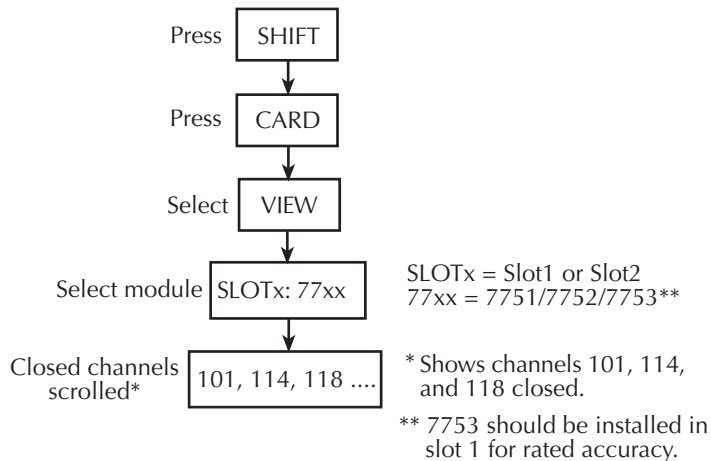 Press SHIFT
Press CARD
Select VIEW
Select module SLOTx: 77xx
SLOTx = Slot1 or Slot2
77xx = 7751/7752/7753**
Closed channels
scrolled*
101, 114, 118 ....
* Shows channels 101, 114,
and 118 closed.
** 7753 should be installed in
slot 1 for rated accuracy.